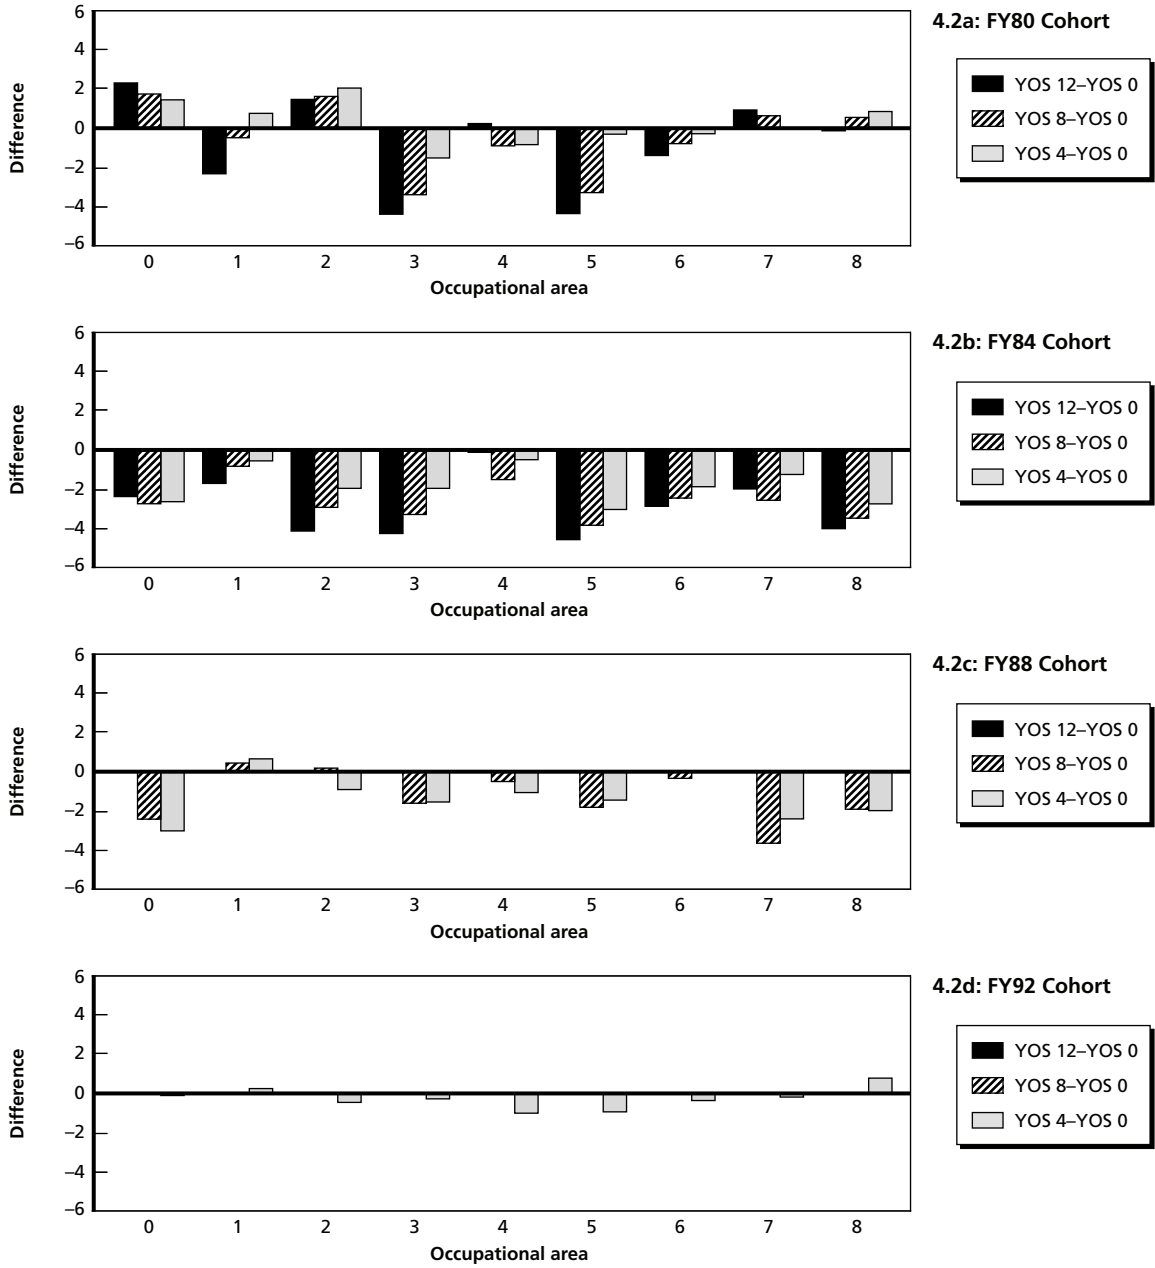 4.2a: FY80 Cohort
Difference
6
4
2
0
–2
–4
–6
0 1 2 3 4 5 6 7 8
Occupational area
YOS 12–YOS 0
YOS 8–YOS 0
YOS 4–YOS 0
4.2b: FY84 Cohort
Difference
6
4
2
0
–2
–4
–6
0 1 2 3 4 5 6 7 8
Occupational area
YOS 12–YOS 0
YOS 8–YOS 0
YOS 4–YOS 0
4.2c: FY88 Cohort
Difference
6
4
2
0
–2
–4
–6
0 1 2 3 4 5 6 7 8
Occupational area
YOS 12–YOS 0
YOS 8–YOS 0
YOS 4–YOS 0
4.2d: FY92 Cohort
Difference
6
4
2
0
–2
–4
–6
0 1 2 3 4 5 6 7 8
Occupational area
YOS 12–YOS 0
YOS 8–YOS 0
YOS 4–YOS 0